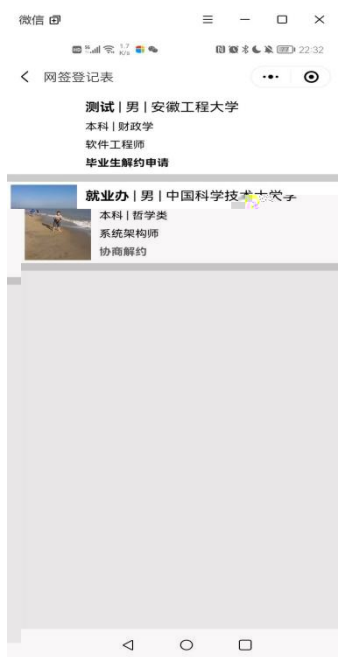 微信
22:32
网签登记表
测试 | 男 | 安徽工程大学
本科 | 财政学
软件工程师
毕业生解约申请
就业办 | 男 | 中国科学技术大学
本科 | 哲学类
系统架构师
协商解约